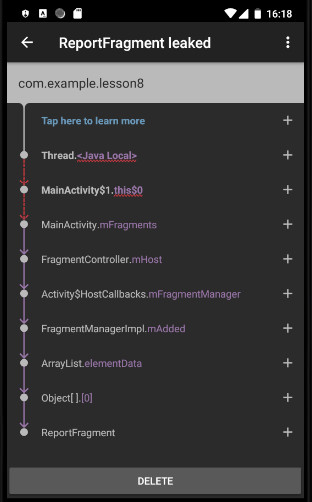 16:18
ReportFragment leaked
com.example.lesson8
Tap here to learn more
Thread.<Java Local>
MainActivity$1.this$0
MainActivity.mFragments
FragmentController.mHost
Activity$HostCallbacks.mFragmentManager
FragmentManagerImpl.mAdded
ArrayList.elementData
Object[ ].[0]
ReportFragment
DELETE